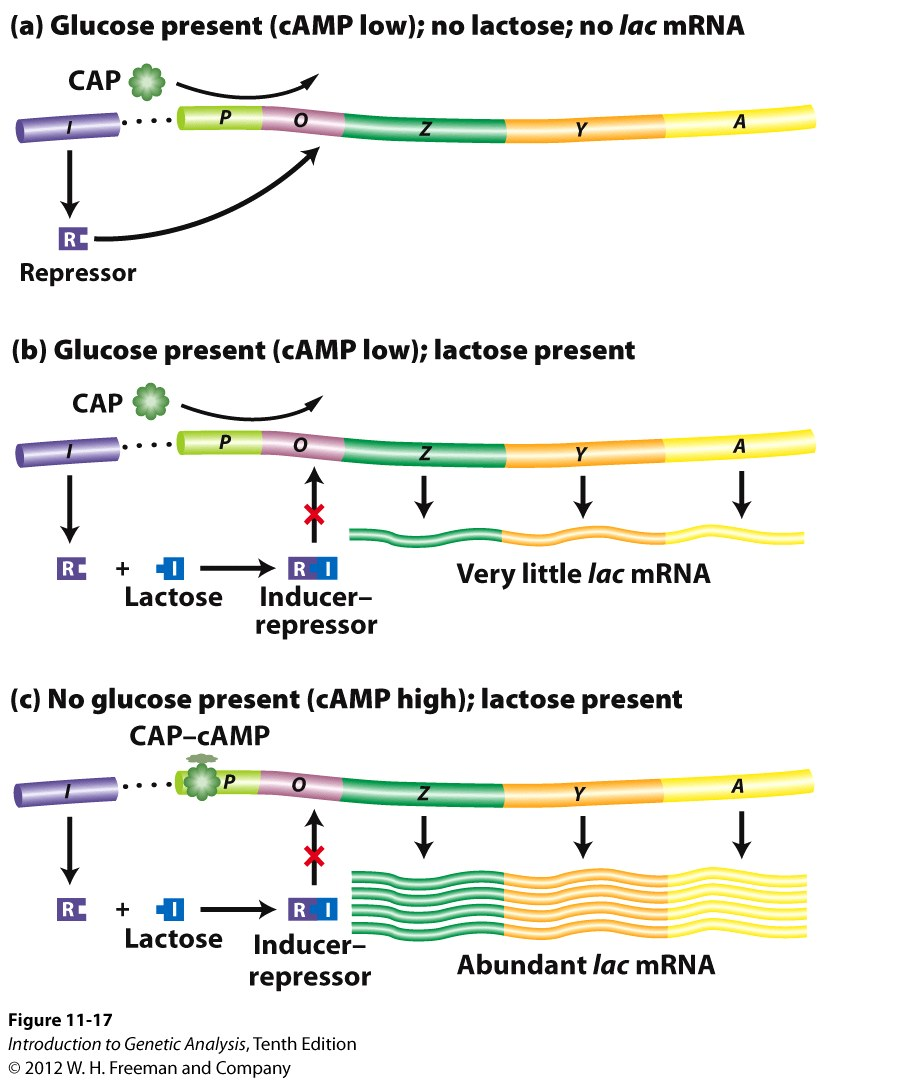 (a) Glucose present (cAMP low); no lactose; no lac mRNA
CAP
I P O Z Y A
R
Repressor
(b) Glucose present (cAMP low); lactose present
CAP
I P O Z Y A
R + I R I
Lactose Inducer–
repressor
Very little lac mRNA
(c) No glucose present (cAMP high); lactose present
CAP–cAMP
I P O Z Y A
R + I R I
Lactose Inducer–
repressor
Abundant lac mRNA
Figure 11-17
Introduction to Genetic Analysis, Tenth Edition
© 2012 W. H. Freeman and Company